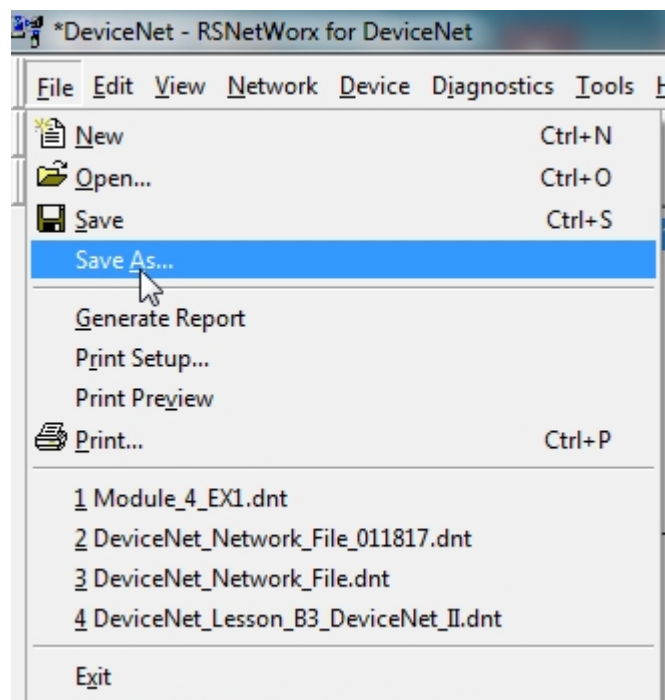 *DeviceNet - RSNetWorx for DeviceNet
File Edit View Network Device Diagnostics Tools
New Ctrl+N
Open... Ctrl+O
Save Ctrl+S
Save As...
Generate Report
Print Setup...
Print Preview
Print... Ctrl+P
1 Module_4_EX1.dnt
2 DeviceNet_Network_File_011817.dnt
3 DeviceNet_Network_File.dnt
4 DeviceNet_Lesson_B3_DeviceNet_II.dnt
Exit